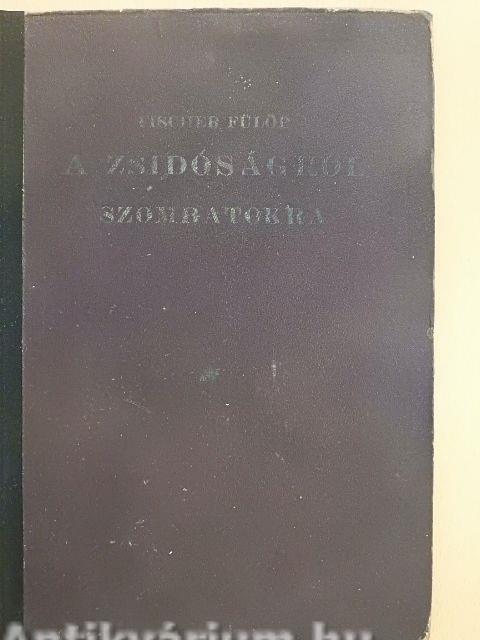 FISCHER FÜLÖP
A ZSIDÓSÁGRÓL
SZOMBATOKRA
Antikvárium.hu